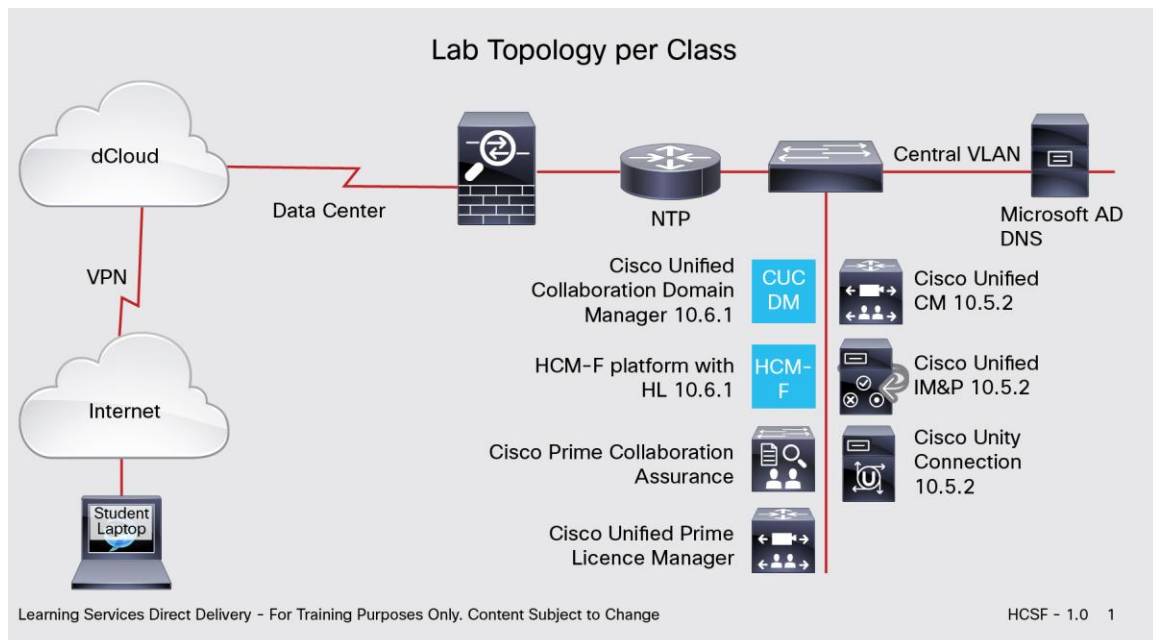 Lab Topology per Class
dCloud
Data Center
NTP
Central VLAN
Microsoft AD
DNS
VPN
Internet
Student
Laptop
Cisco Unified
Collaboration Domain
Manager 10.6.1
CUC
DM
Cisco Unified
CM 10.5.2
HCM-F platform with
HL 10.6.1
HCM-
F
Cisco Unified
IM&P 10.5.2
Cisco Prime Collaboration
Assurance
Cisco Unity
Connection
10.5.2
U
Cisco Unified Prime
Licence Manager
Learning Services Direct Delivery - For Training Purposes Only. Content Subject to Change
HCSF - 1.0 1